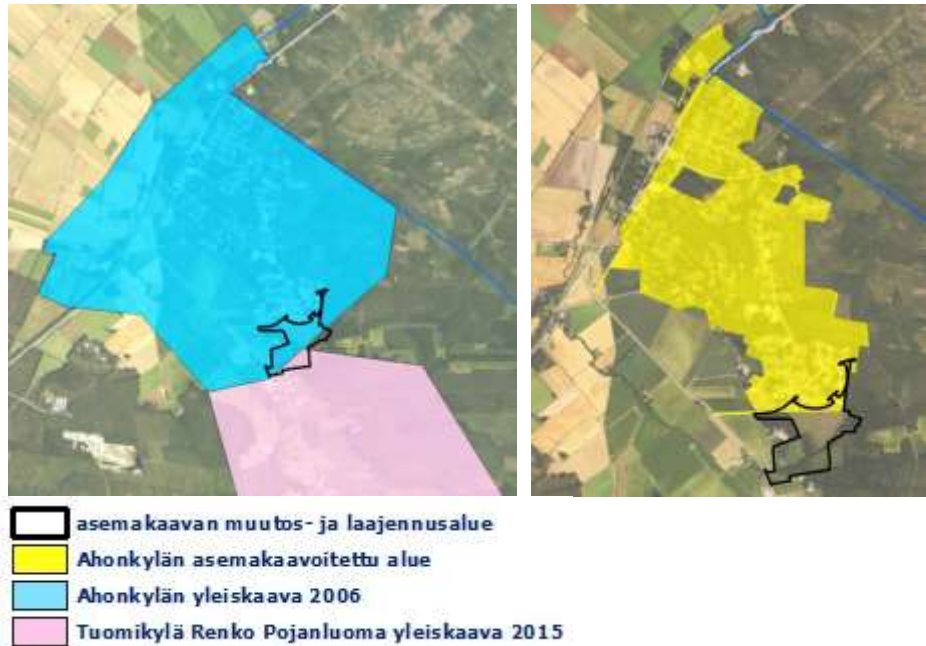 asemakaavan muutos- ja laajennusalue
Ahonkylän asemakaavoitettu alue
Ahonkylän yleiskaava 2006
Tuomikylä Renko Pojanluoma yleiskaava 2015